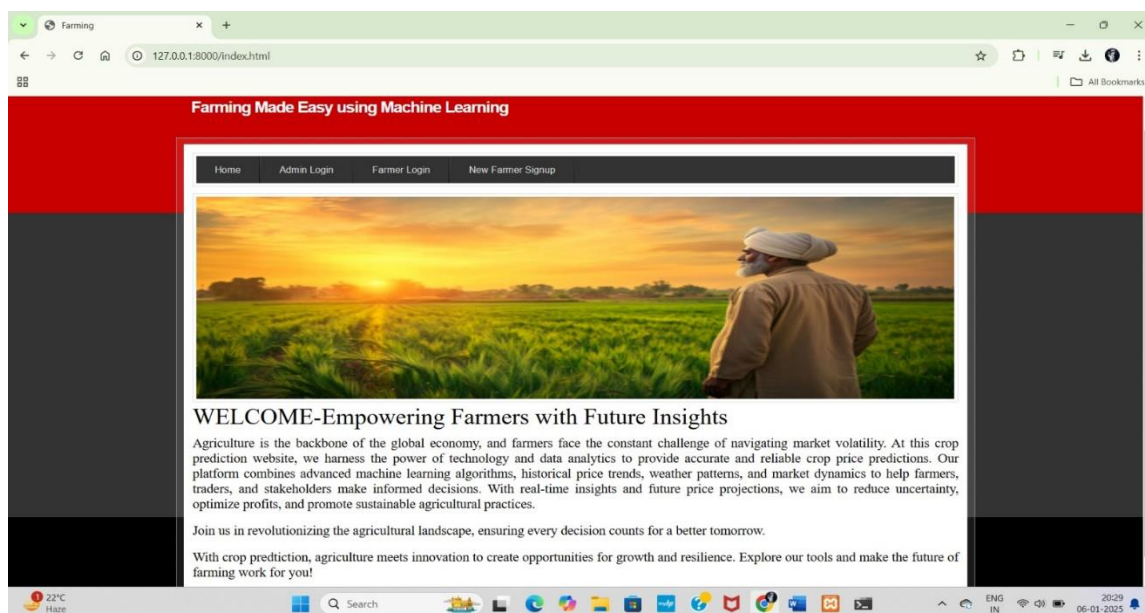 Farming
127.0.0.1:8000/index.html
All Bookmarks
Farming Made Easy using Machine Learning
Home Admin Login Farmer Login New Farmer Signup
WELCOME-Empowering Farmers with Future Insights
Agriculture is the backbone of the global economy, and farmers face the constant challenge of navigating market volatility. At this crop
prediction website, we harness the power of technology and data analytics to provide accurate and reliable crop price predictions. Our
platform combines advanced machine learning algorithms, historical price trends, weather patterns, and market dynamics to help farmers,
traders, and stakeholders make informed decisions. With real-time insights and future price projections, we aim to reduce uncertainty,
optimize profits, and promote sustainable agricultural practices.
Join us in revolutionizing the agricultural landscape, ensuring every decision counts for a better tomorrow.
With crop predtiction, agriculture meets innovation to create opportunities for growth and resilience. Explore our tools and make the future of
farming work for you!
1
22°C
Haze
Search
ENG
IN
20:29
06-01-2025